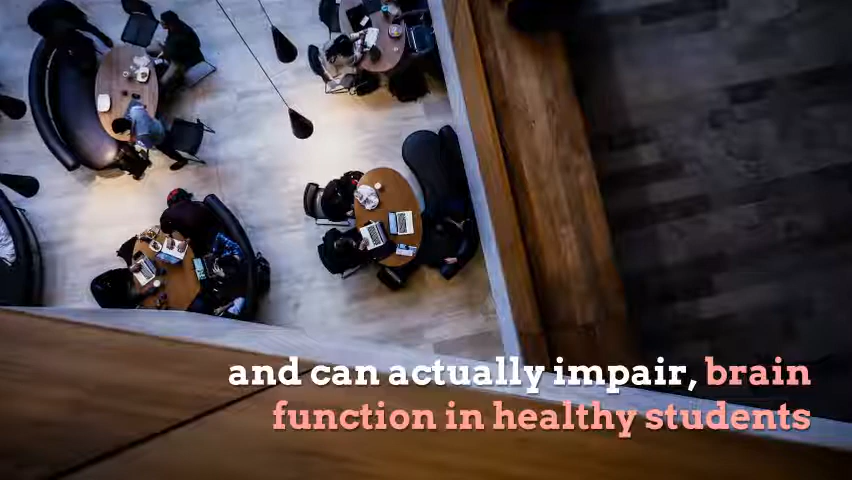 and can actually impair, brain
function in healthy students